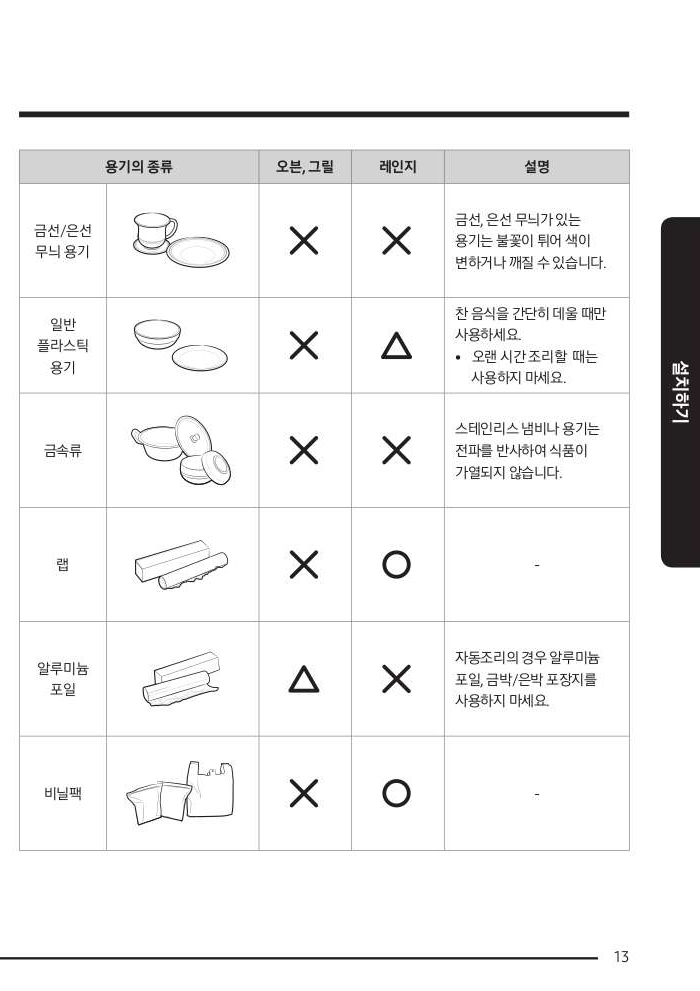 용기의 종류 오븐, 그릴 레인지 설명
금선/은선
무늬 용기
금선, 은선 무늬가 있는
용기는 불꽃이 튀어 색이
변하거나 깨질 수 있습니다.
일반
플라스틱
용기
찬 음식을 간단히 데울 때만
사용하세요.
• 오랜 시간 조리할 때는
사용하지 마세요.
금속류
스테인리스 냄비나 용기는
전파를 반사하여 식품이
가열되지 않습니다.
랩
-
알루미늄
포일
자동조리의 경우 알루미늄
포일, 금박/은박 포장지를
사용하지 마세요.
비닐팩
-
설치하기
13